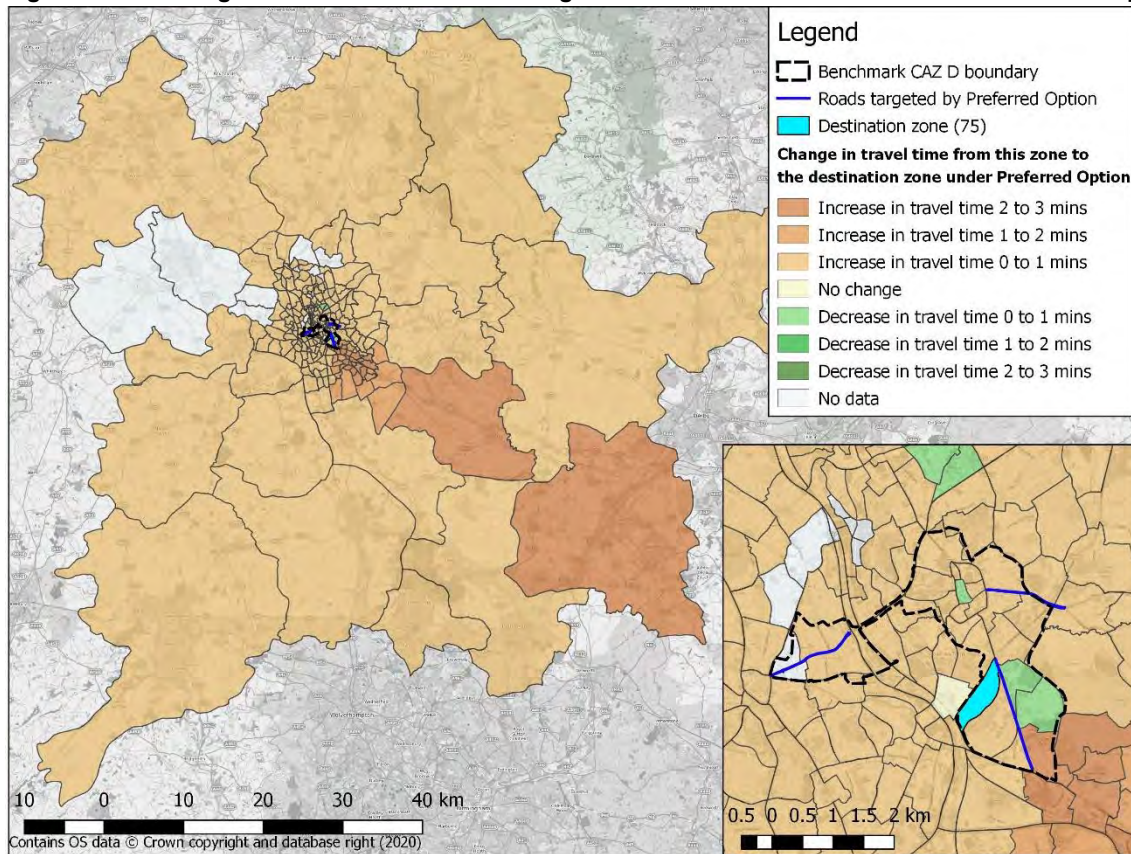 Legend
Benchmark CAZ D boundary
Roads targeted by Preferred Option
Destination zone (75)
Change in travel time from this zone to
the destination zone under Preferred Option
Increase in travel time 2 to 3 mins
Increase in travel time 1 to 2 mins
Increase in travel time 0 to 1 mins
No change
Decrease in travel time 0 to 1 mins
Decrease in travel time 1 to 2 mins
Decrease in travel time 2 to 3 mins
No data
Wolverhampton
10 0 10 20 30 40 km
Contains OS data © Crown copyright and database right (2020)
0.5 0 0.5 1 1.5 2 km